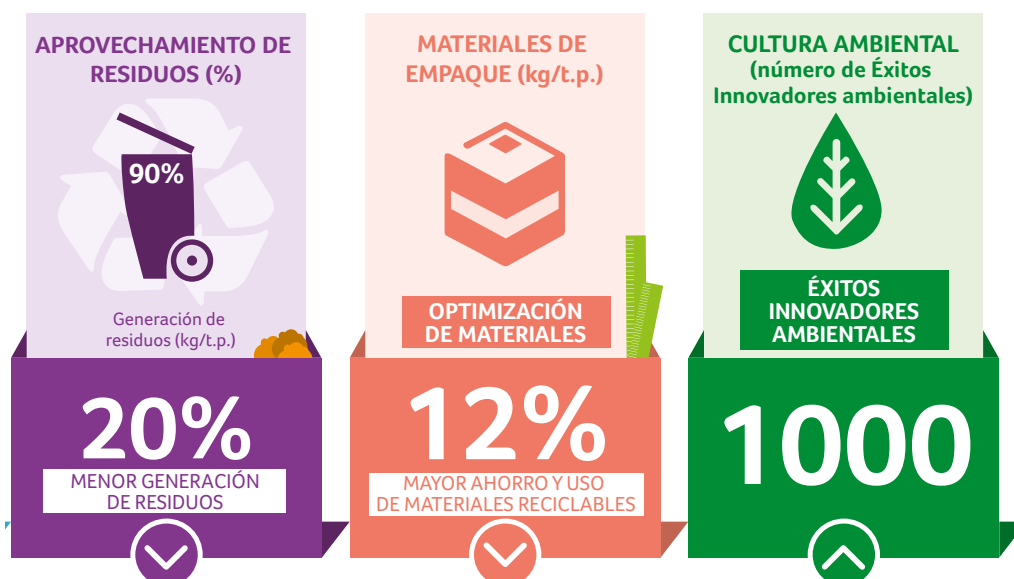 APROVECHAMIENTO DE
RESIDUOS (%)
90%
Generación de
residuos (kg/t.p.)
20%
MENOR GENERACIÓN
DE RESIDUOS
MATERIALES DE
EMPAQUE (kg/t.p.)
OPTIMIZACIÓN
DE MATERIALES
12%
MAYOR AHORRO Y USO
DE MATERIALES RECICLABLES
CULTURA AMBIENTAL
(número de Éxitos
Innovadores ambientales)
ÉXITOS
INNOVADORES
AMBIENTALES
1000